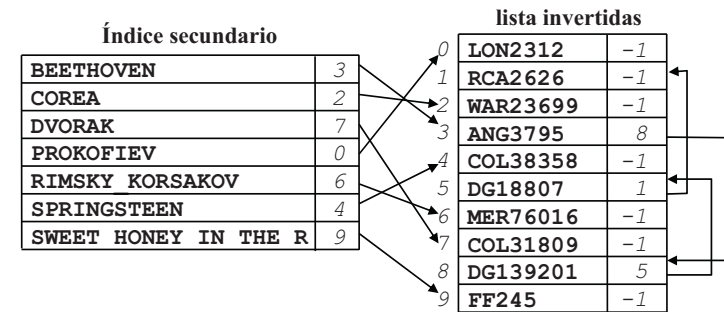 lista invertidas
Índice secundario
BEETHOVEN 3
COREA 2
DVORAK 7
PROKOFIEV 0
RIMSKY_KORSAKOV 6
SPRINGSTEEN 4
SWEET HONEY IN THE R 9
0 LON2312 -1
1 RCA2626 -1
2 WAR23699 -1
3 ANG3795 8
4 COL38358 -1
5 DG18807 1
6 MER76016 -1
7 COL31809 -1
8 DG139201 5
9 FF245 -1